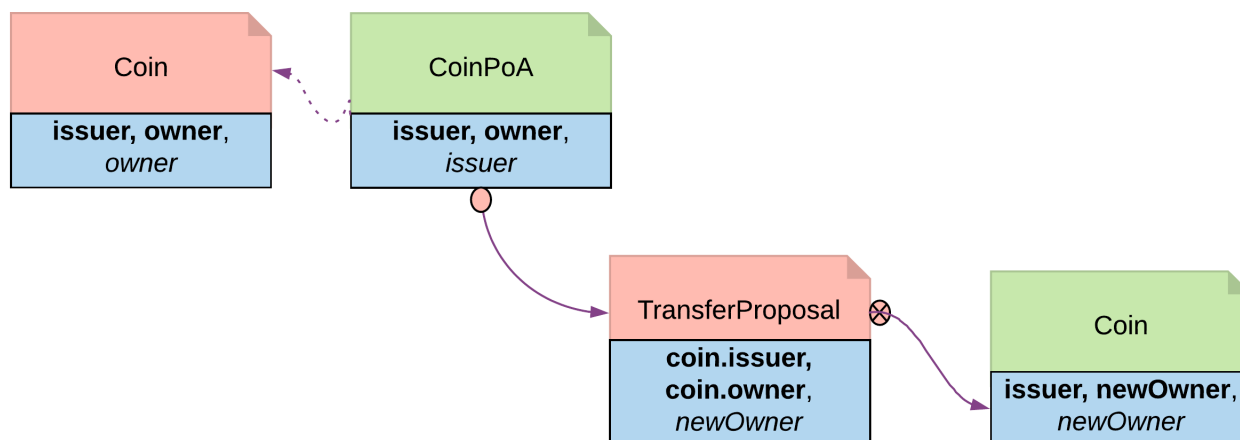 Coin
issuer, owner,
owner
CoinPoA
issuer, owner,
issuer
TransferProposal
coin.issuer,
coin.owner,
newOwner
Coin
issuer, newOwner,
newOwner